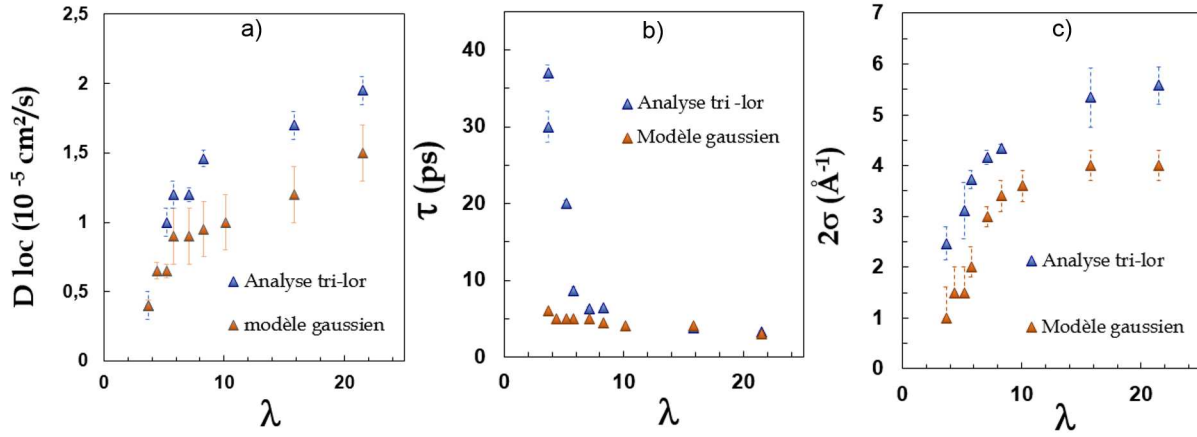 a)
D loc (10 -5 cm²/s)
2,5
2
1,5
1
0,5
0
Analyse tri-lor
modèle gaussien
0
10
20
λ
b)
τ (ps)
40
30
20
10
0
Analyse tri -lor
Modèle gaussien
0
10
20
λ
c)
2σ (Å-1)
7
6
5
4
3
2
1
0
Analyse tri-lor
Modèle gaussien
0
10
20
λ